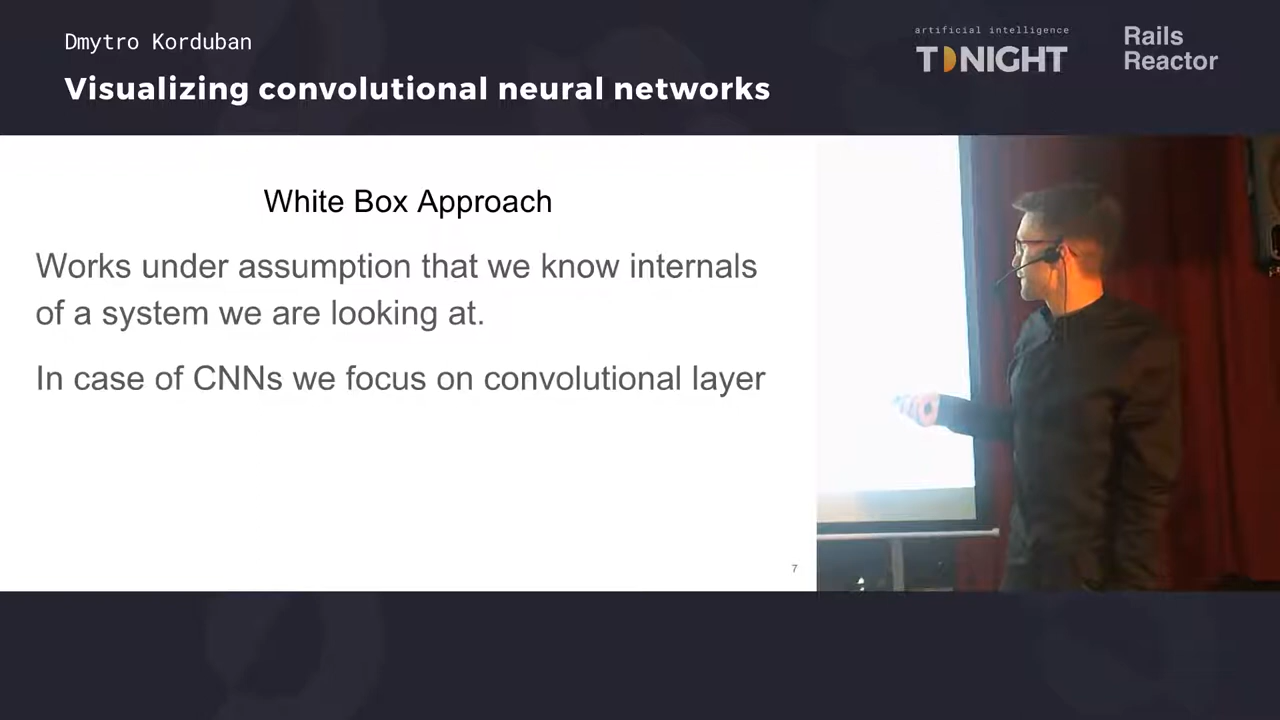 Dmytro Korduban
Visualizing convolutional neural networks
artificial intelligence
TONIGHT
Rails
Reactor
White Box Approach
Works under assumption that we know internals
of a system we are looking at.
In case of CNNs we focus on convolutional layer
7